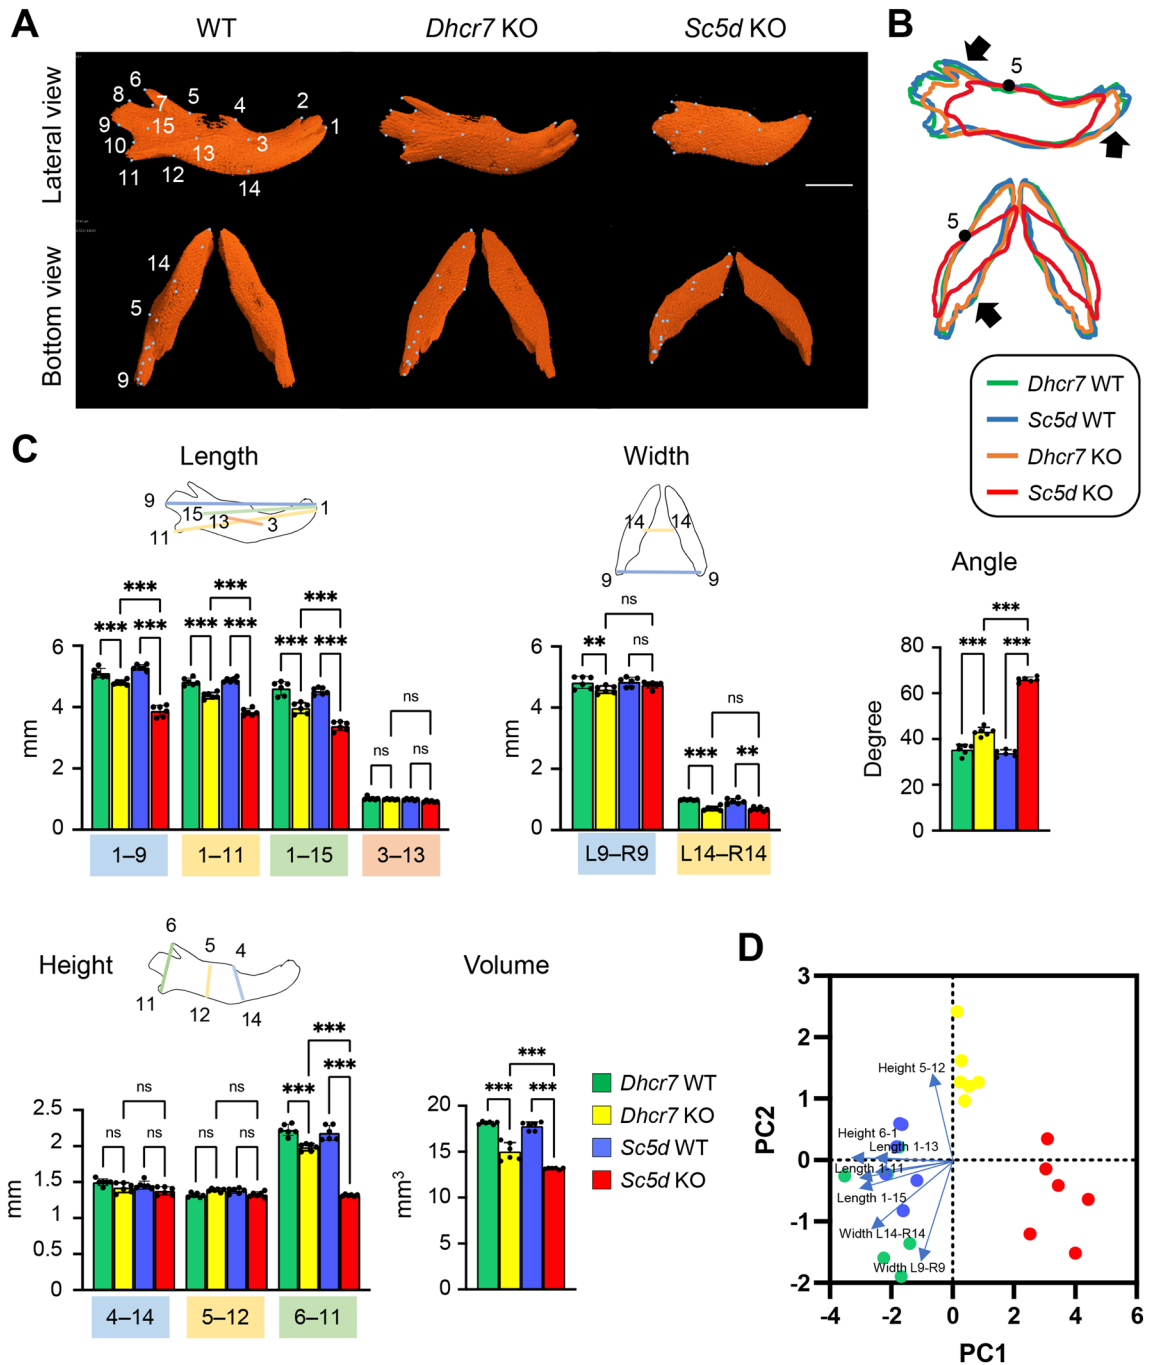 A
WT
Dhcr7 KO
Sc5d KO
B
Lateral view
6
8
7
5
4
2
9
15
1
10
13
3
11
12
14
5
Bottom view
14
5
9
5
Dhcr7 WT
Sc5d WT
Dhcr7 KO
Sc5d KO
C
Length
9
15
13
3
1
11
*** *** ***
*** *** *** *** *** ***
ns
ns ns
mm
6
4
2
0
1–9 1–11 1–15 3–13
Width
14 14
9 9
ns
** ns
ns
*** **
mm
6
4
2
0
L9–R9 L14–R14
Angle
***
*** ***
Degree
80
60
40
20
0
Height
6
5
4
11
12
14
ns ns ***
ns ns ns ns *** ***
mm
2.5
2
1.5
1
0.5
0
4–14 5–12 6–11
Volume
***
*** ***
mm3
20
15
10
5
0
Dhcr7 WT
Dhcr7 KO
Sc5d WT
Sc5d KO
D
PC2
3
2
1
0
-1
-2
Height 5-12
Height 6-1
Length 1-13
Length 1-11
Length 1-15
Width L14-R14
Width L9-R9
-4 -2 0 2 4 6
PC1